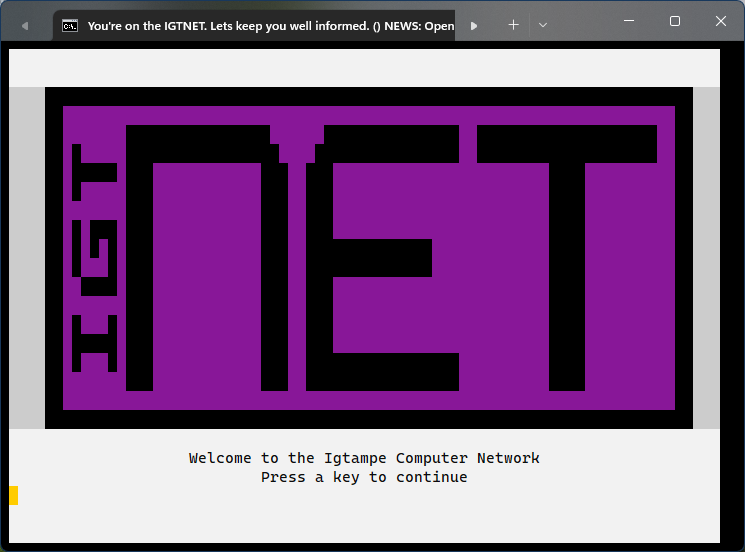 You're on the IGTNET. Lets keep you well informed. () NEWS: Open
IGT
NET
Welcome to the Igtampe Computer Network
Press a key to continue